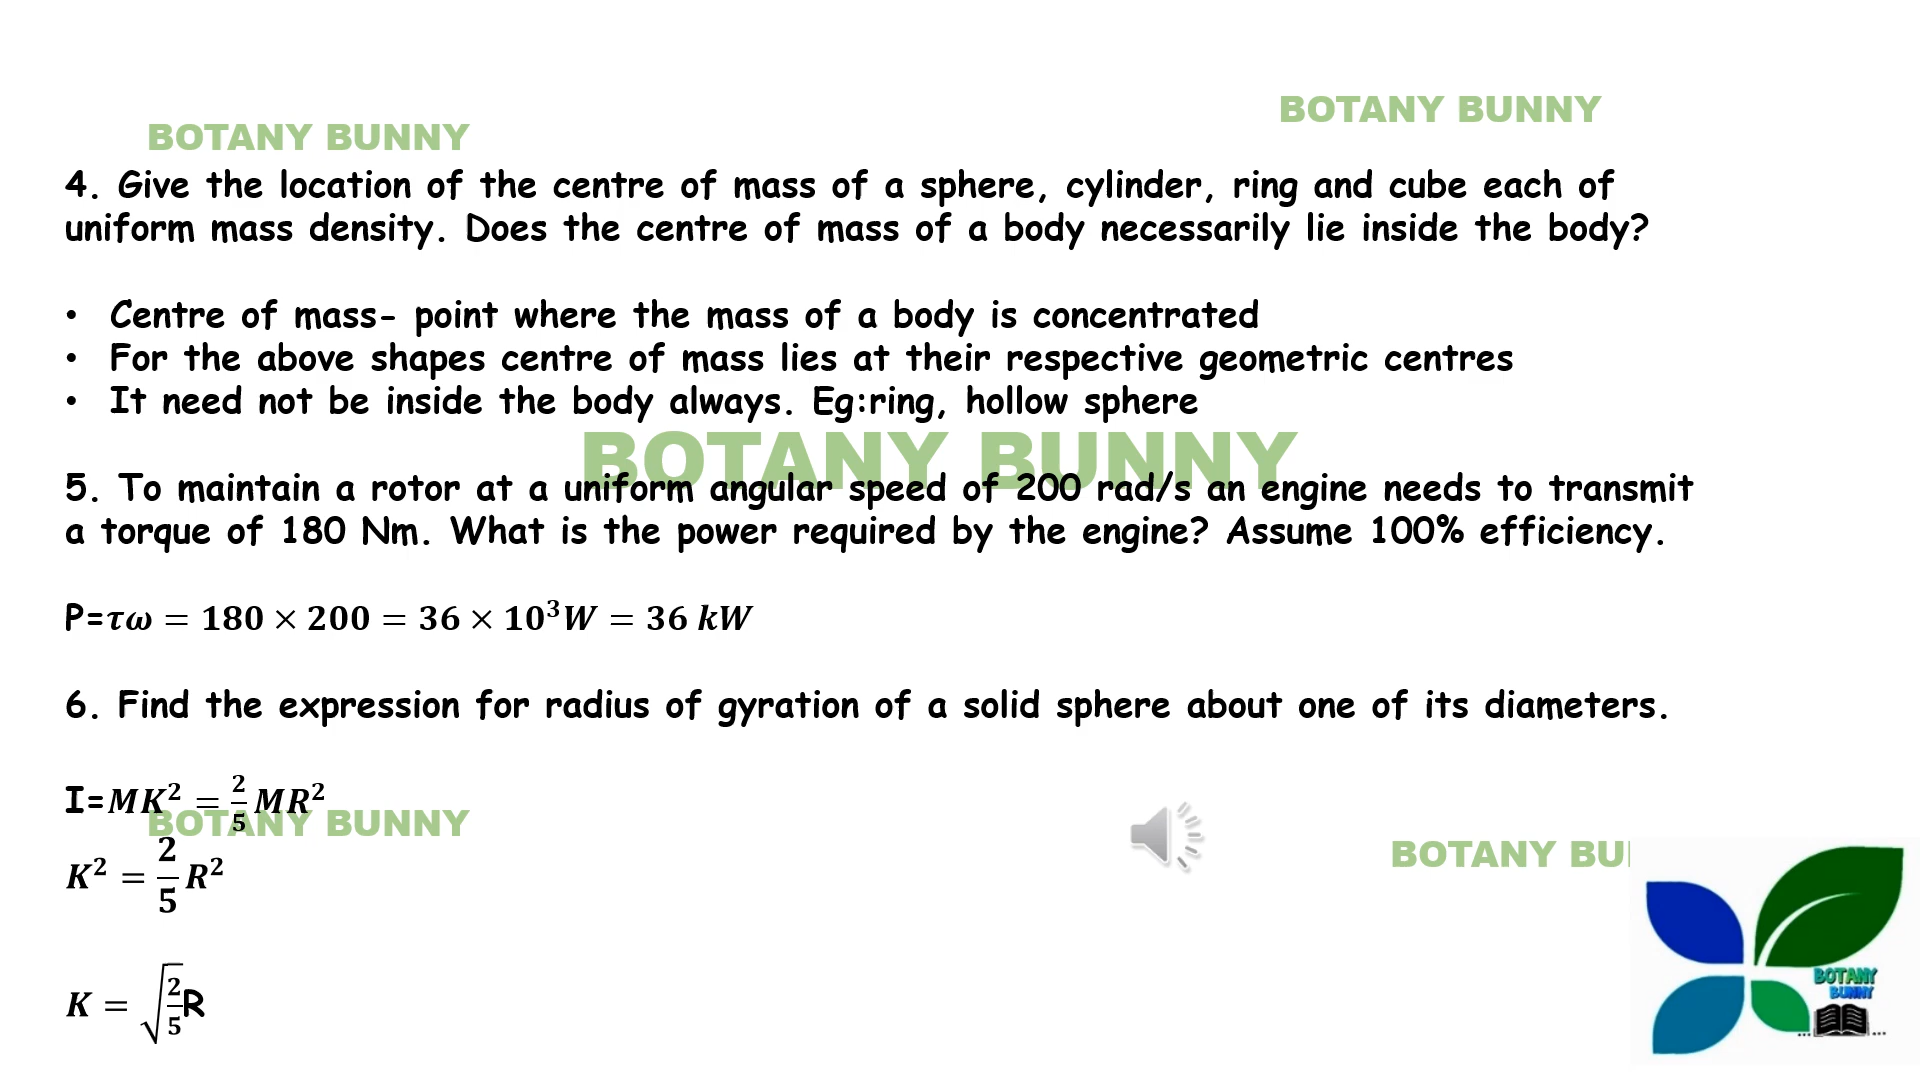 BOTANY BUNNY
BOTANY BUNNY
4. Give the location of the centre of mass of a sphere, cylinder, ring and cube each of
uniform mass density. Does the centre of mass of a body necessarily lie inside the body?
• Centre of mass- point where the mass of a body is concentrated
• For the above shapes centre of mass lies at their respective geometric centres
• It need not be inside the body always. Eg:ring, hollow sphere
BOTANY BUNNY
5. To maintain a rotor at a uniform angular speed of 200 rad/s an engine needs to transmit
a torque of 180 Nm. What is the power required by the engine? Assume 100% efficiency.
P=τω = 180 × 200 = 36 × 10³W = 36 kW
6. Find the expression for radius of gyration of a solid sphere about one of its diameters.
I=MK² = 2/5 MR²
BOTANY BUNNY
K² = 2/5 R²
BOTANY BU
K = √(2/5)R
BOTANY
BUNNY